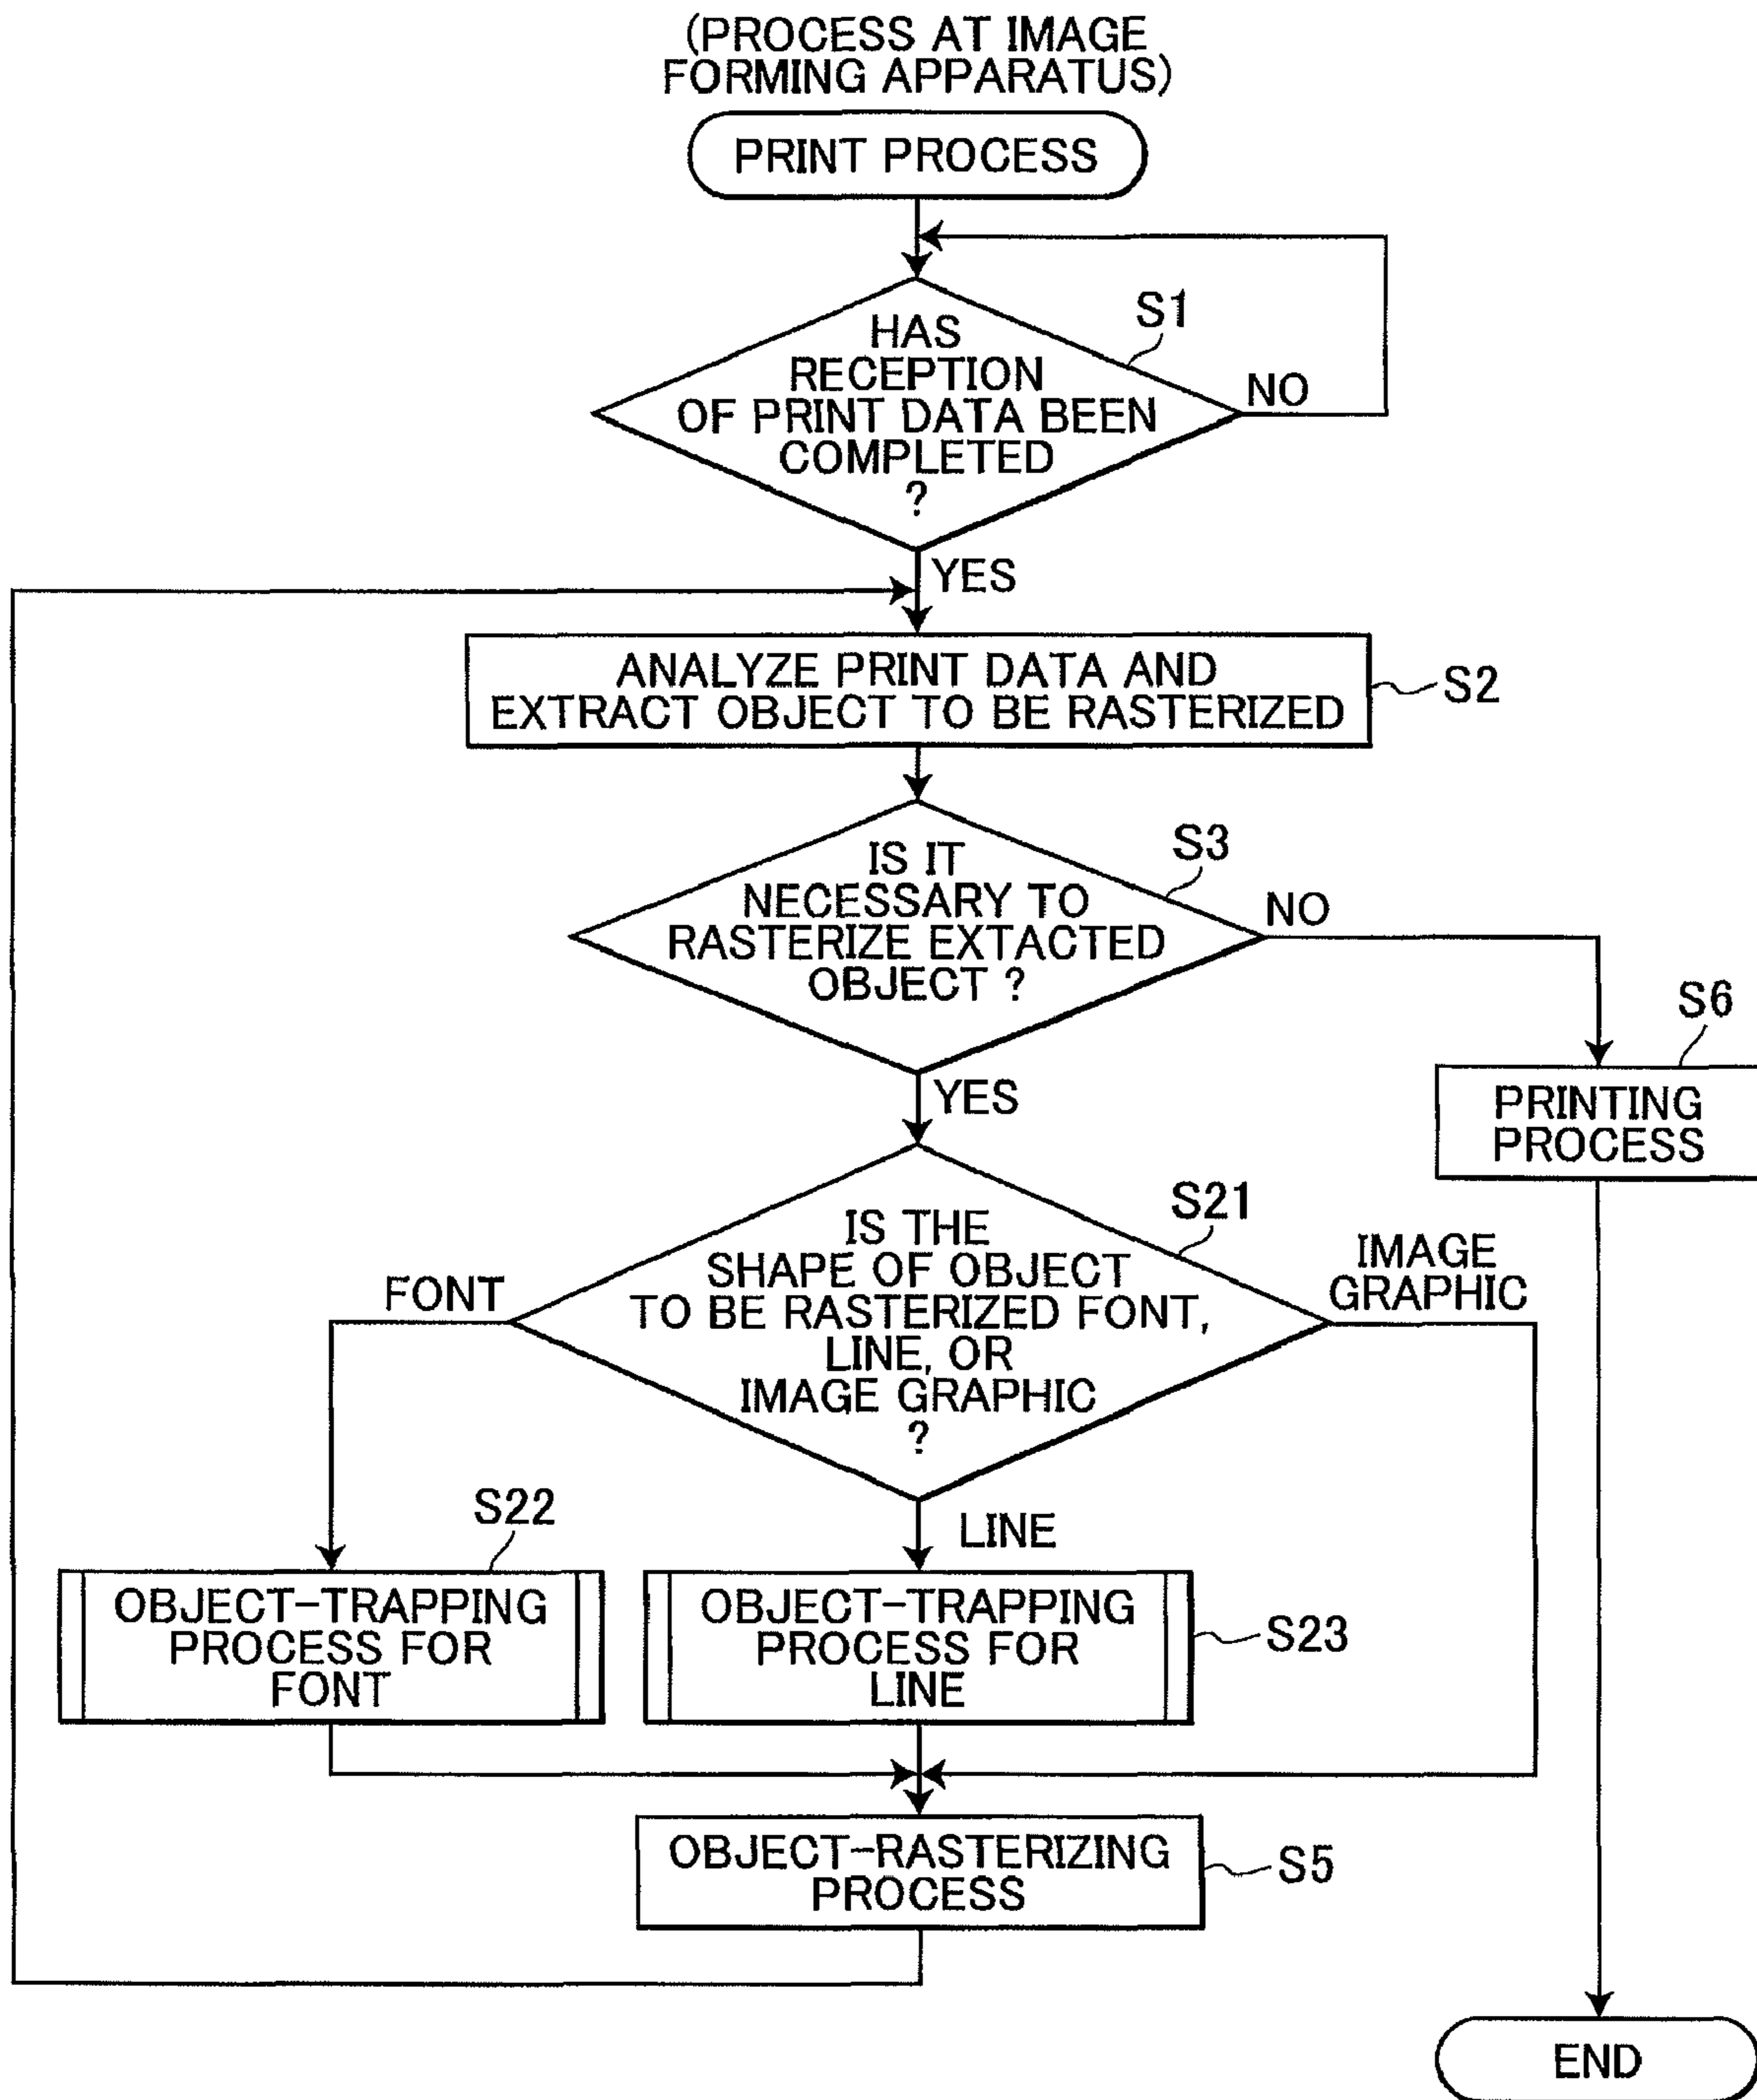 (PROCESS AT IMAGE
FORMING APPARATUS)
PRINT PROCESS
S1
HAS
RECEPTION
OF PRINT DATA BEEN
COMPLETED
?
NO
YES
ANALYZE PRINT DATA AND
EXTRACT OBJECT TO BE RASTERIZED
S2
S3
IS IT
NECESSARY TO
RASTERIZE EXTACTED
OBJECT ?
NO
YES
S6
PRINTING
PROCESS
S21
IS THE
SHAPE OF OBJECT
TO BE RASTERIZED FONT,
LINE, OR
IMAGE GRAPHIC
?
FONT
IMAGE
GRAPHIC
LINE
S22
OBJECT-TRAPPING
PROCESS FOR
FONT
OBJECT-TRAPPING
PROCESS FOR
LINE
S23
OBJECT-RASTERIZING
PROCESS
S5
END